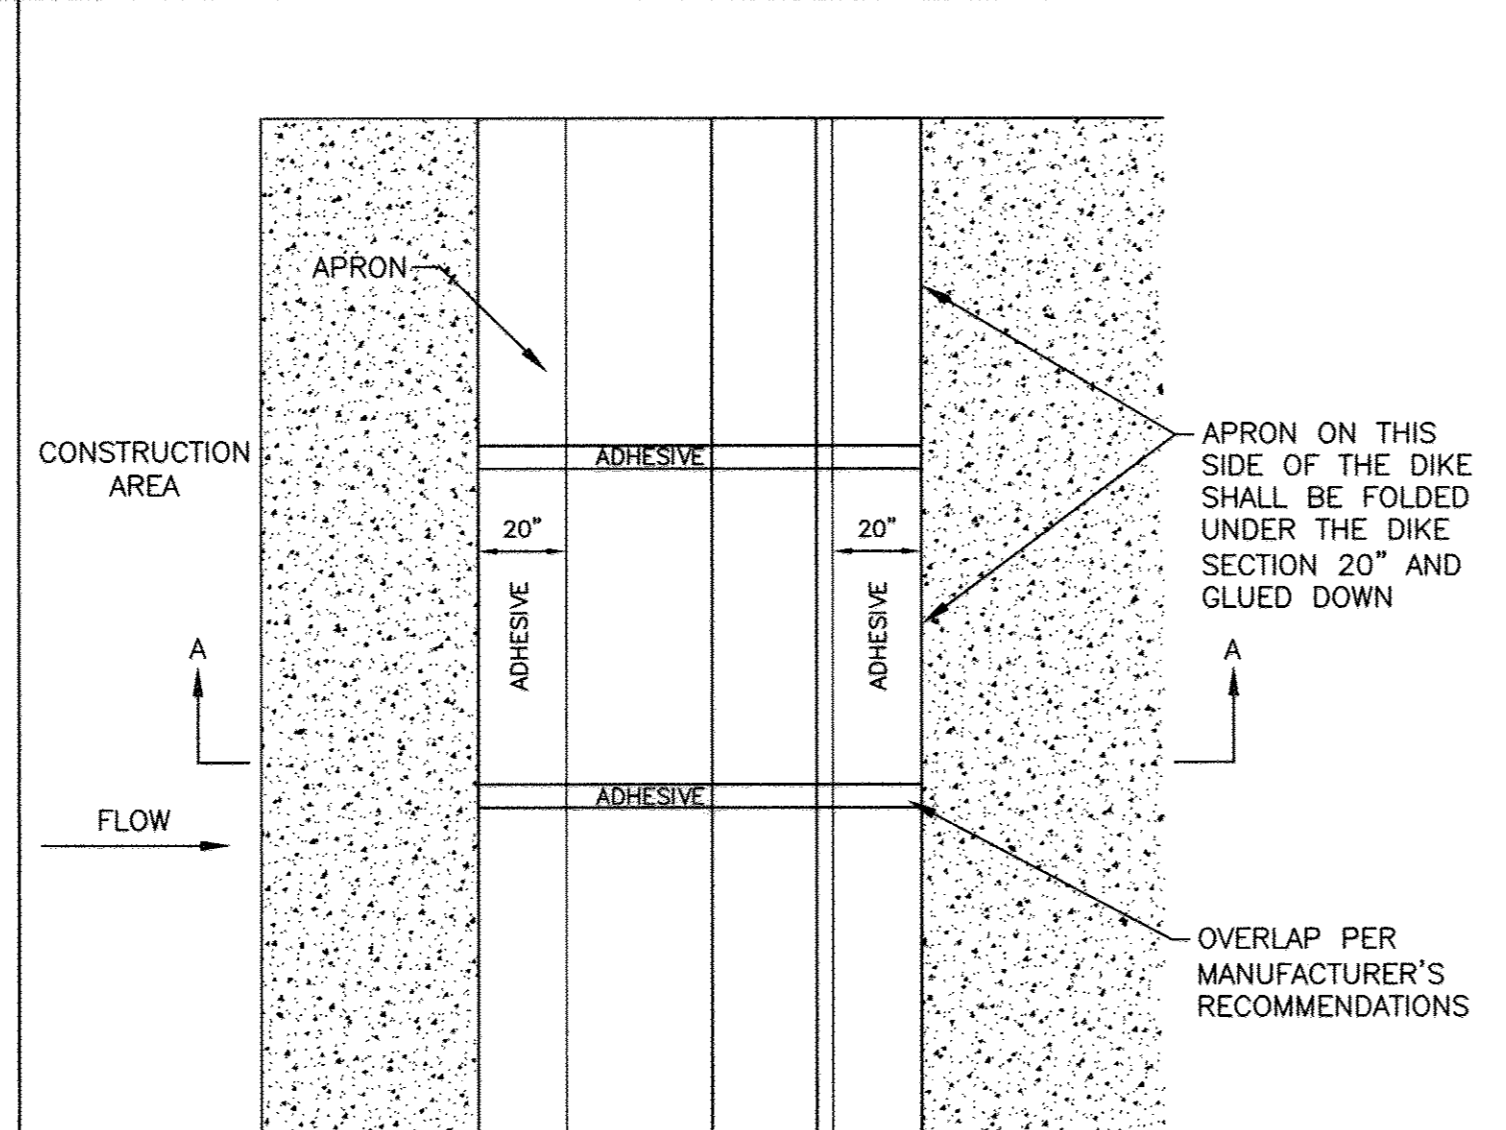 APRON
CONSTRUCTION
AREA
ADHESIVE
20"
20"
ADHESIVE
ADHESIVE
APRON ON THIS
SIDE OF THE DIKE
SHALL BE FOLDED
UNDER THE DIKE
SECTION 20" AND
GLUED DOWN
A
A
ADHESIVE
FLOW
OVERLAP PER
MANUFACTURER'S
RECOMMENDATIONS